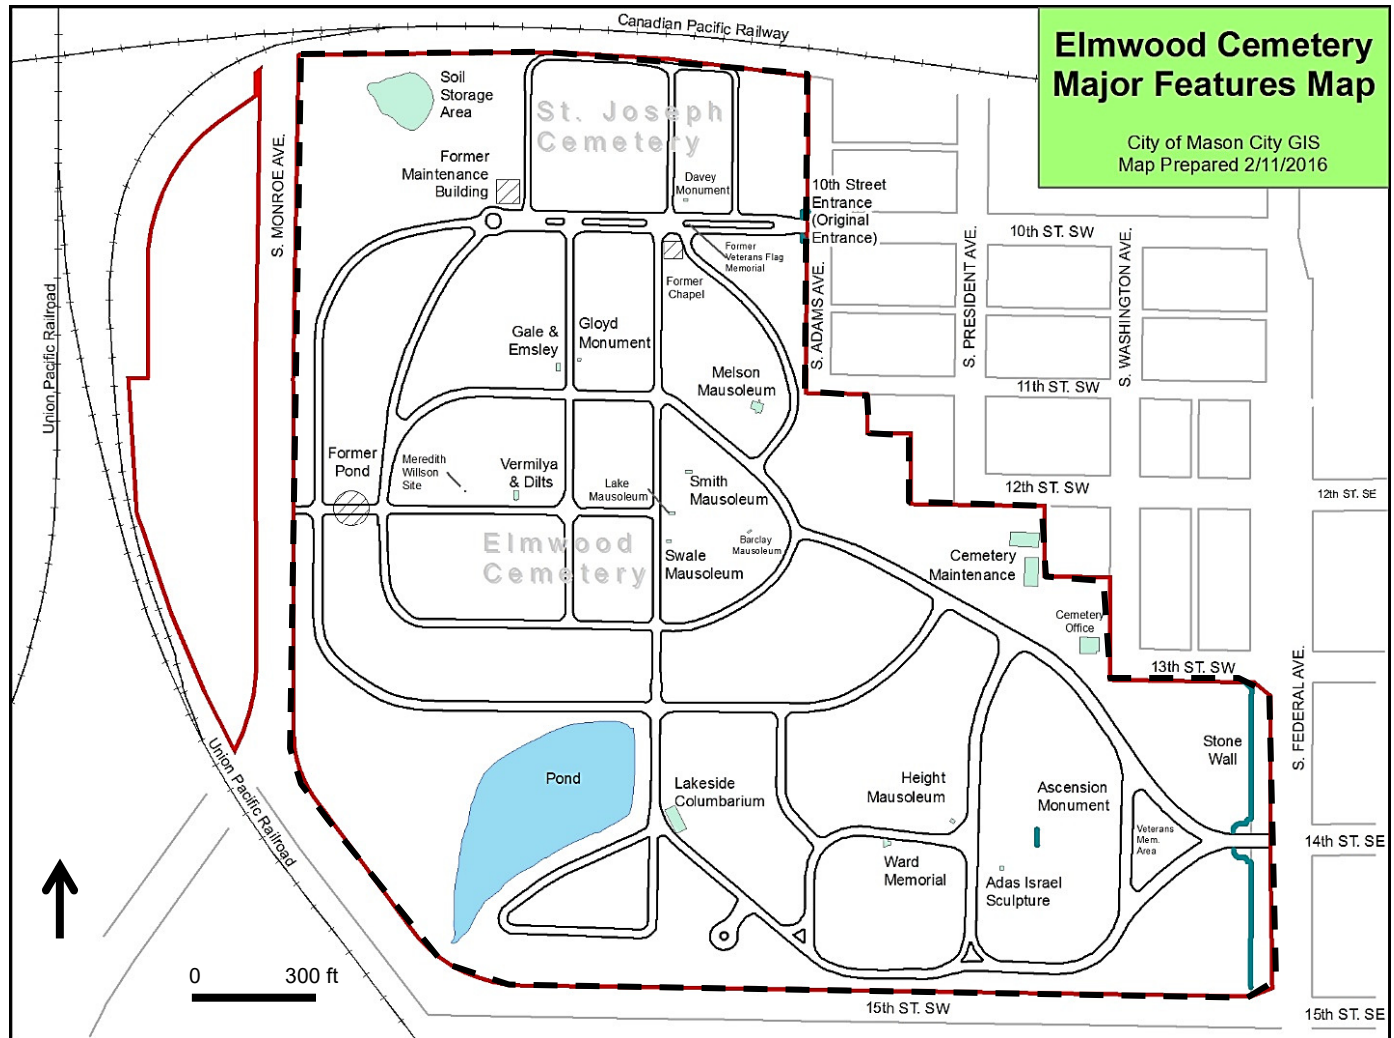 Canadian Pacific Railway
Elmwood Cemetery
Major Features Map
City of Mason City GIS
Map Prepared 2/11/2016
Soil
Storage
Area
St. Joseph
Cemetery
S. MONROE AVE.
Former
Maintenance
Building
Davey
Monument
10th Street
Entrance
(Original
Entrance)
10th ST. SW
Former
Veterans Flag
Memorial
Former
Chapel
S. ADAMS AVE.
S. PRESIDENT AVE.
S. WASHINGTON AVE.
Union Pacific Railroad
Gale &
Emsley
Gloyd
Monument
Melson
Mausoleum
11th ST. SW
Former
Pond
Meredith
Willson
Site
Vermilya
& Dilts
Lake
Mausoleum
Smith
Mausoleum
12th ST. SW
12th ST. SE
Elmwood
Cemetery
Swale
Mausoleum
Barclay
Mausoleum
Cemetery
Maintenance
Cemetery
Office
13th ST. SW
S. FEDERAL AVE.
Union Pacific Railroad
Pond
Lakeside
Columbarium
Height
Mausoleum
Ascension
Monument
Stone
Wall
Veterans
Mem.
Area
14th ST. SE
Ward
Memorial
Adas Israel
Sculpture
0 300 ft
15th ST. SW
15th ST. SE